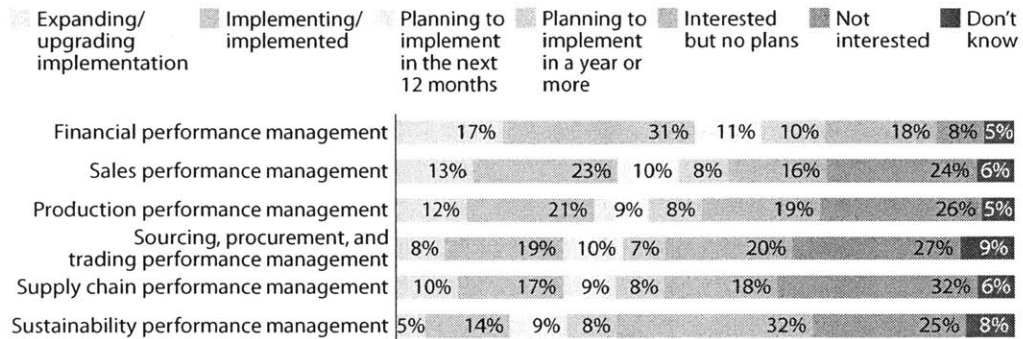 Expanding/
upgrading
implementation
Implementing/
implemented
Planning to
implement
in the next
12 months
Planning to
implement
in a year or
more
Interested
but no plans
Not
interested
Don't
know
Financial performance management 17% 31% 11% 10% 18% 8% 5%
Sales performance management 13% 23% 10% 8% 16% 24% 6%
Production performance management 12% 21% 9% 8% 19% 26% 5%
Sourcing, procurement, and
trading performance management 8% 19% 10% 7% 20% 27% 9%
Supply chain performance management 10% 17% 9% 8% 18% 32% 6%
Sustainability performance management 5% 14% 9% 8% 32% 25% 8%